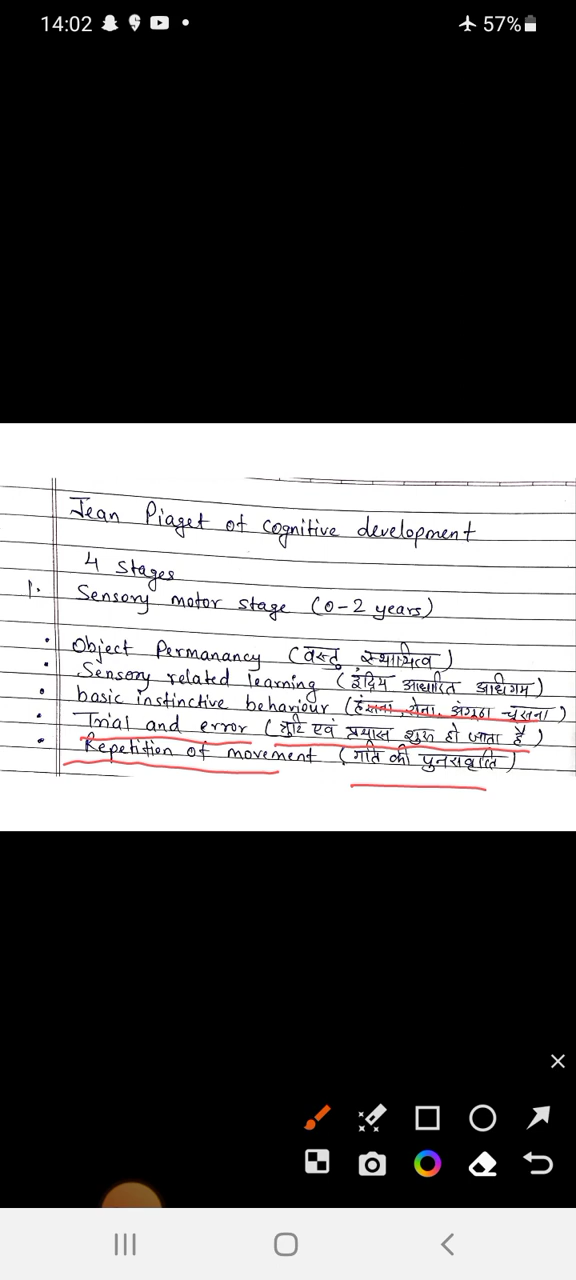 14:02
57%
Jean Piaget of cognitive development
4 stages
1. Sensory motor stage (0-2 years)
• Object Permanancy (वस्तु स्थायित्व)
• Sensory related learning (इंद्रिय आधारित अधिगम)
• basic instinctive behaviour (हंसना, रोना, अंगूठा चूसना)
• Trial and error (त्रुटि एवं प्रयास शुरू हो जाता है)
• Repetition of movement (गति की पुनरावृत्ति)